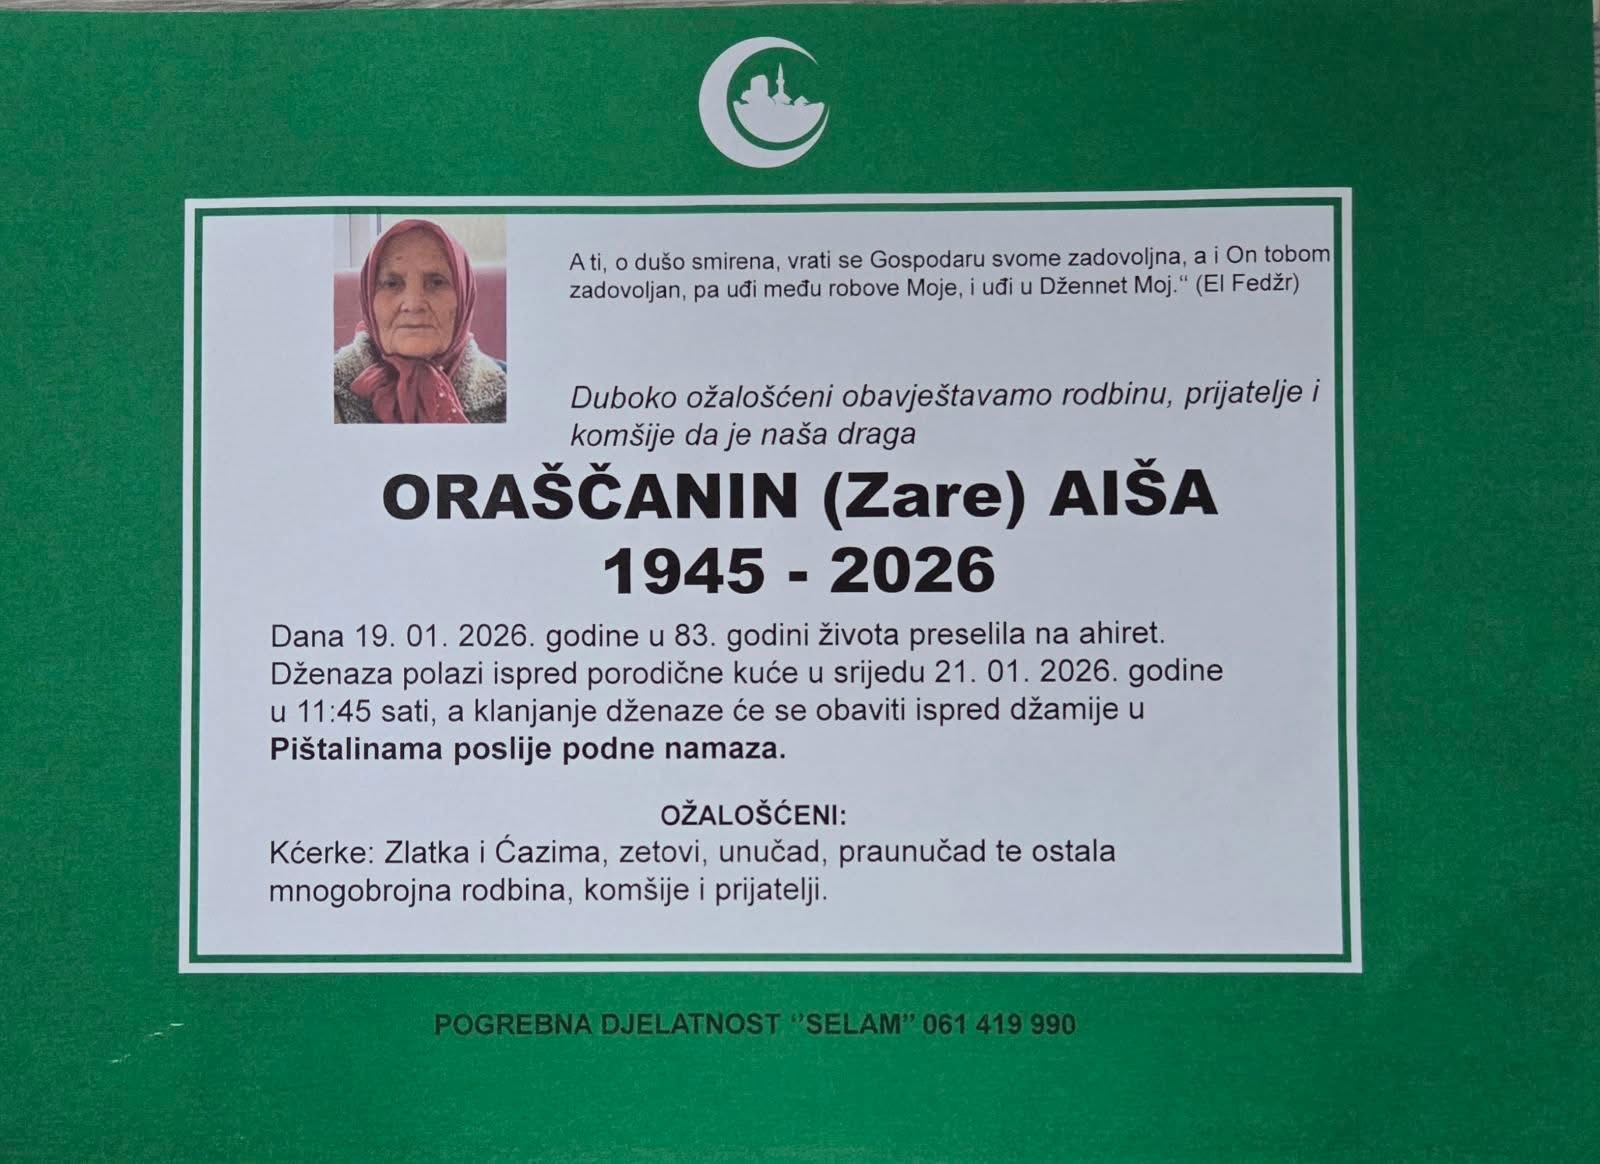 A ti, o dušo smirena, vrati se Gospodaru svome zadovoljna, a i On tobom
zadovoljan, pa uđi među robove Moje, i uđi u Džennet Moj.“ (El Fedžr)
Duboko ožalošćeni obavještavamo rodbinu, prijatelje i
komšije da je naša draga
ORAŠČANIN (Zare) AIŠA
1945 - 2026
Dana 19. 01. 2026. godine u 83. godini života preselila na ahiret.
Dženaza polazi ispred porodične kuće u srijedu 21. 01. 2026. godine
u 11:45 sati, a klanjanje dženaze će se obaviti ispred džamije u
Pištalinama poslije podne namaza.
OŽALOŠĆENI:
Kćerke: Zlatka i Ćazima, zetovi, unučad, praunučad te ostala
mnogobrojna rodbina, komšije i prijatelji.
POGREBNA DJELATNOST ‘‘SELAM’’ 061 419 990